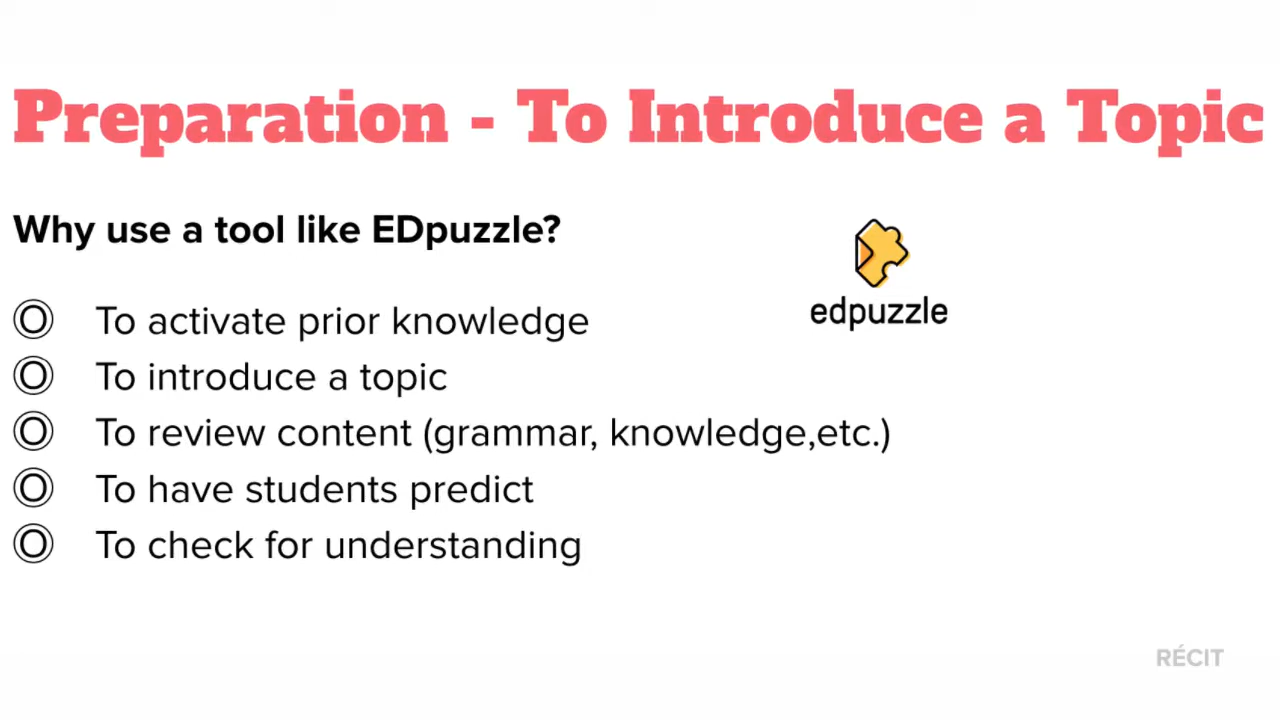 Preparation - To Introduce a Topic
Why use a tool like EDpuzzle?
To activate prior knowledge
To introduce a topic
To review content (grammar, knowledge,etc.)
To have students predict
To check for understanding
edpuzzle
RÉCIT